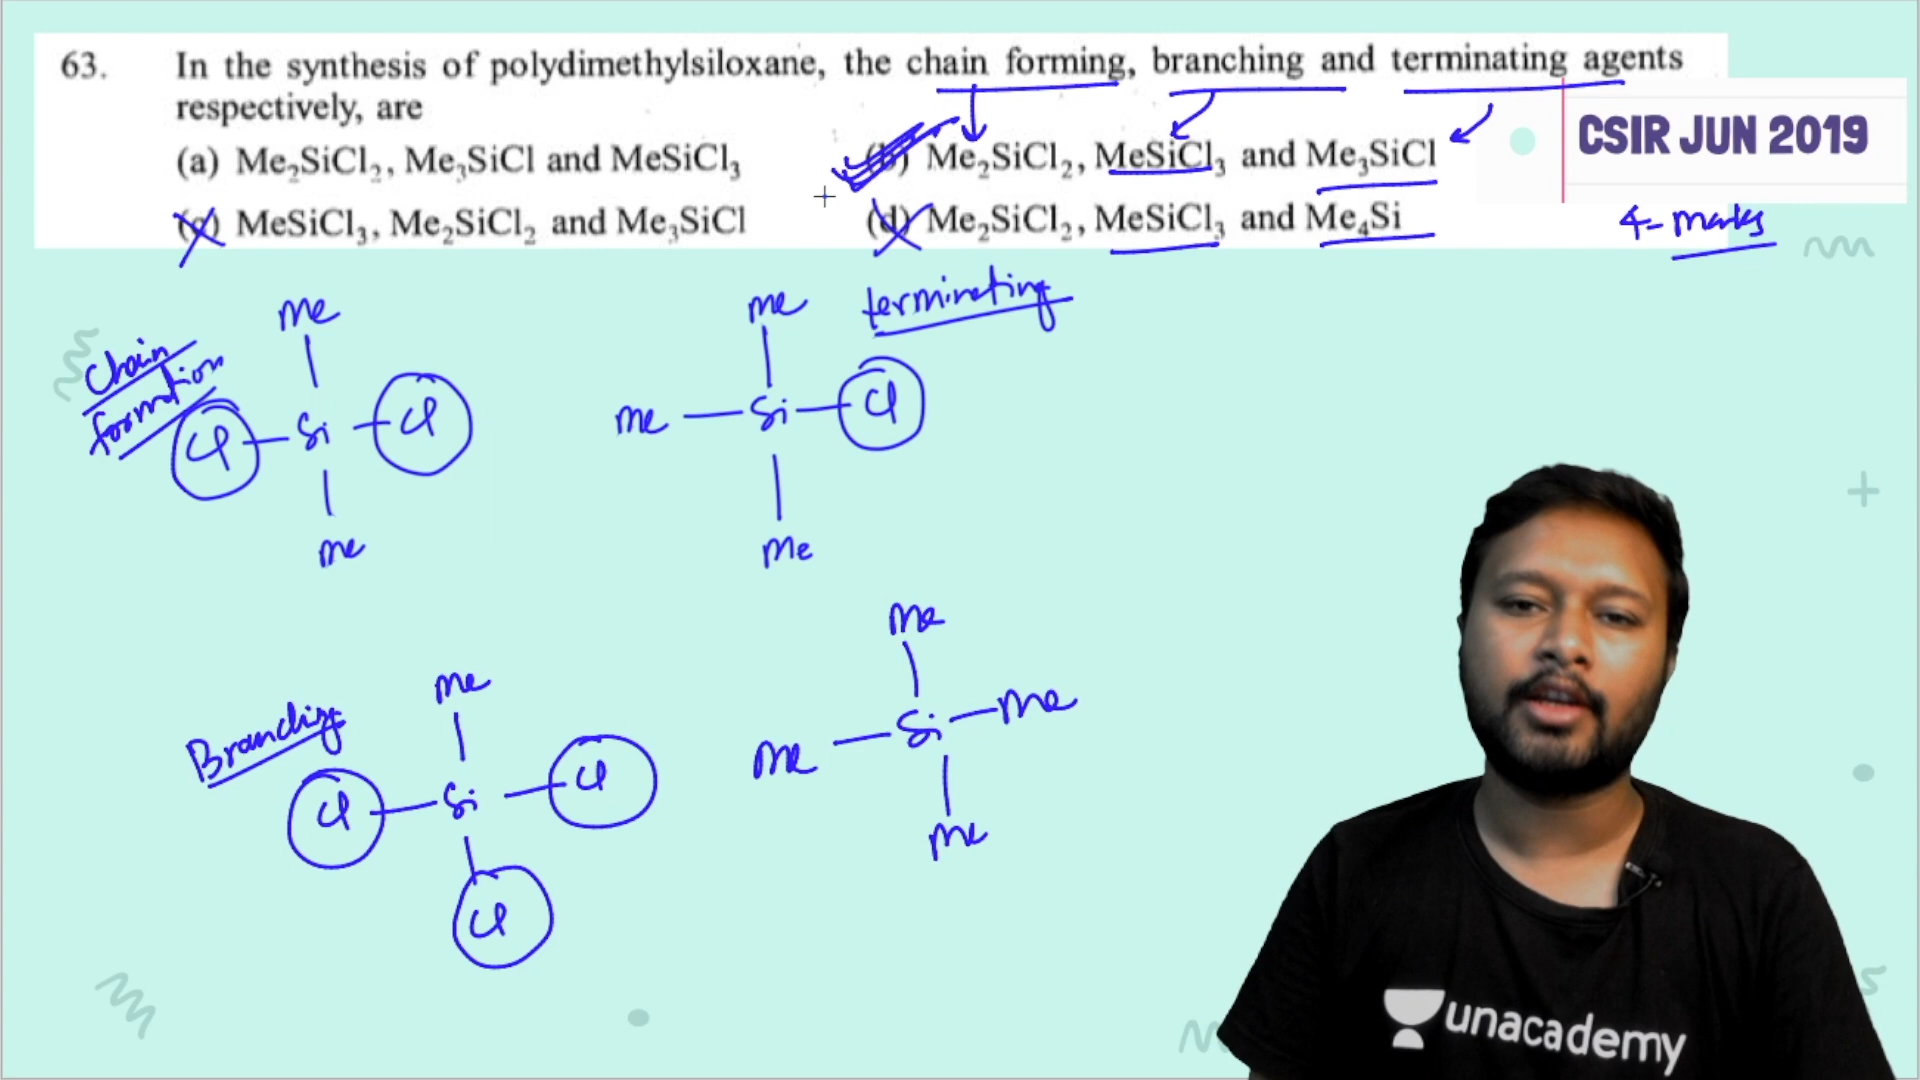 63. In the synthesis of polydimethylsiloxane, the chain forming, branching and terminating agents
respectively, are
(a) Me₂SiCl₂, Me₃SiCl and MeSiCl₃ (b) Me₂SiCl₂, MeSiCl₃ and Me₃SiCl
(c) MeSiCl₃, Me₂SiCl₂ and Me₃SiCl (d) Me₂SiCl₂, MeSiCl₃ and Me₄Si
CSIR JUN 2019
4-marks
Chain
formation
Me
Cl Si Cl
Me
terminating
Me
Me Si Cl
Me
Branching
Me
Cl Si Cl
Cl
Me
Me Si Me
Me
unacademy